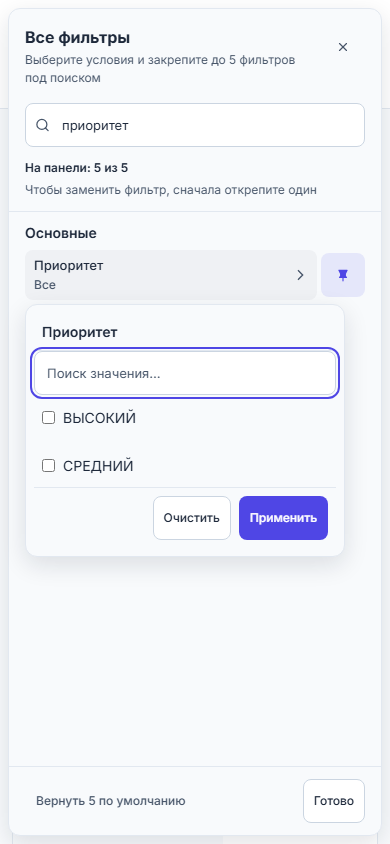 Все фильтры
Выберите условия и закрепите до 5 фильтров
под поиском
приоритет
На панели: 5 из 5
Чтобы заменить фильтр, сначала открепите один
Основные
Приоритет
Все
Приоритет
Поиск значения...
ВЫСОКИЙ
СРЕДНИЙ
Очистить
Применить
Вернуть 5 по умолчанию
Готово